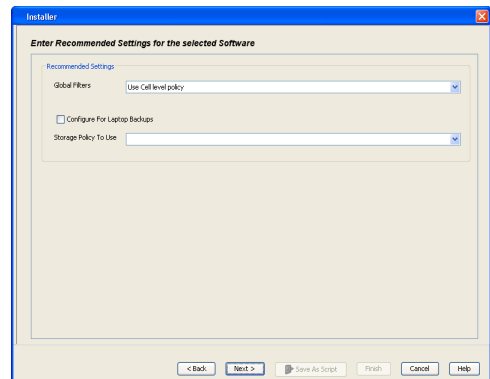 Installer
Enter Recommended Settings for the selected Software
Recommended Settings
Global Filters
Use Cell level policy
Configure For Laptop Backups
Storage Policy To Use
< Back
Next >
Save As Script
Finish
Cancel
Help